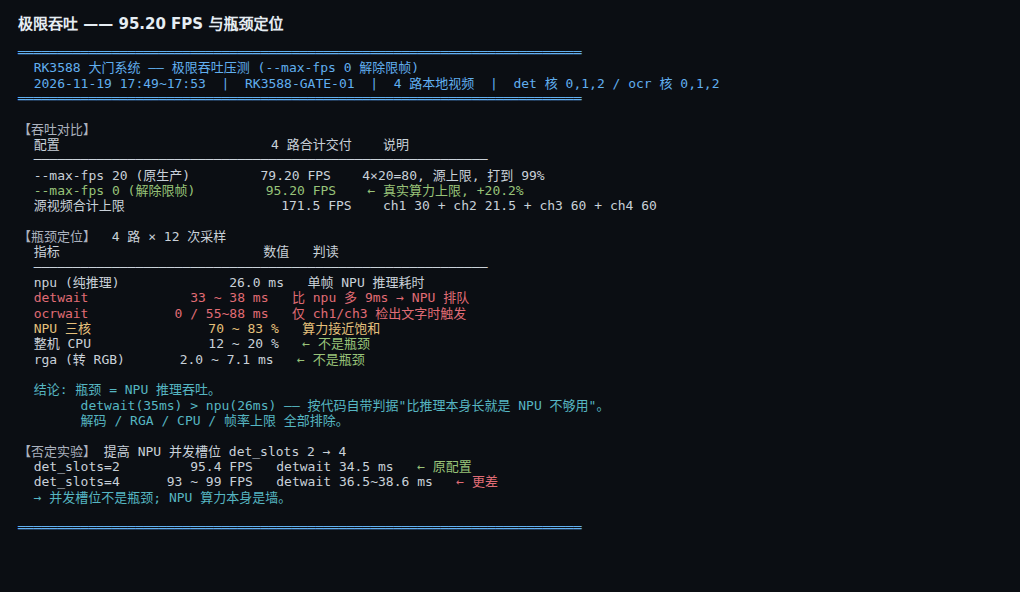 极限吞吐 —— 95.20 FPS 与瓶颈定位
RK3588 大门系统 —— 极限吞吐压测 (--max-fps 0 解除限帧)
2026-11-19 17:49~17:53 | RK3588-GATE-01 | 4 路本地视频 | det 核 0,1,2 / ocr 核 0,1,2
【吞吐对比】
配置 4 路合计交付 说明
--max-fps 20 (原生产) 79.20 FPS 4×20=80, 源上限, 打到 99%
--max-fps 0 (解除限帧) 95.20 FPS ← 真实算力上限, +20.2%
源视频合计上限 171.5 FPS ch1 30 + ch2 21.5 + ch3 60 + ch4 60
【瓶颈定位】 4 路 × 12 次采样
指标 数值 判读
npu (纯推理) 26.0 ms 单帧 NPU 推理耗时
detwait 33 ~ 38 ms 比 npu 多 9ms → NPU 排队
ocrwait 0 / 55~88 ms 仅 ch1/ch3 检出文字时触发
NPU 三核 70 ~ 83 % 算力接近饱和
整机 CPU 12 ~ 20 % ← 不是瓶颈
rga (转 RGB) 2.0 ~ 7.1 ms ← 不是瓶颈
结论: 瓶颈 = NPU 推理吞吐。
detwait(35ms) > npu(26ms) —— 按代码自带判据"比推理本身长就是 NPU 不够用"。
解码 / RGA / CPU / 帧率上限 全部排除。
【否定实验】 提高 NPU 并发槽位 det_slots 2 → 4
det_slots=2 95.4 FPS detwait 34.5 ms ← 原配置
det_slots=4 93 ~ 99 FPS detwait 36.5~38.6 ms ← 更差
→ 并发槽位不是瓶颈; NPU 算力本身是墙。